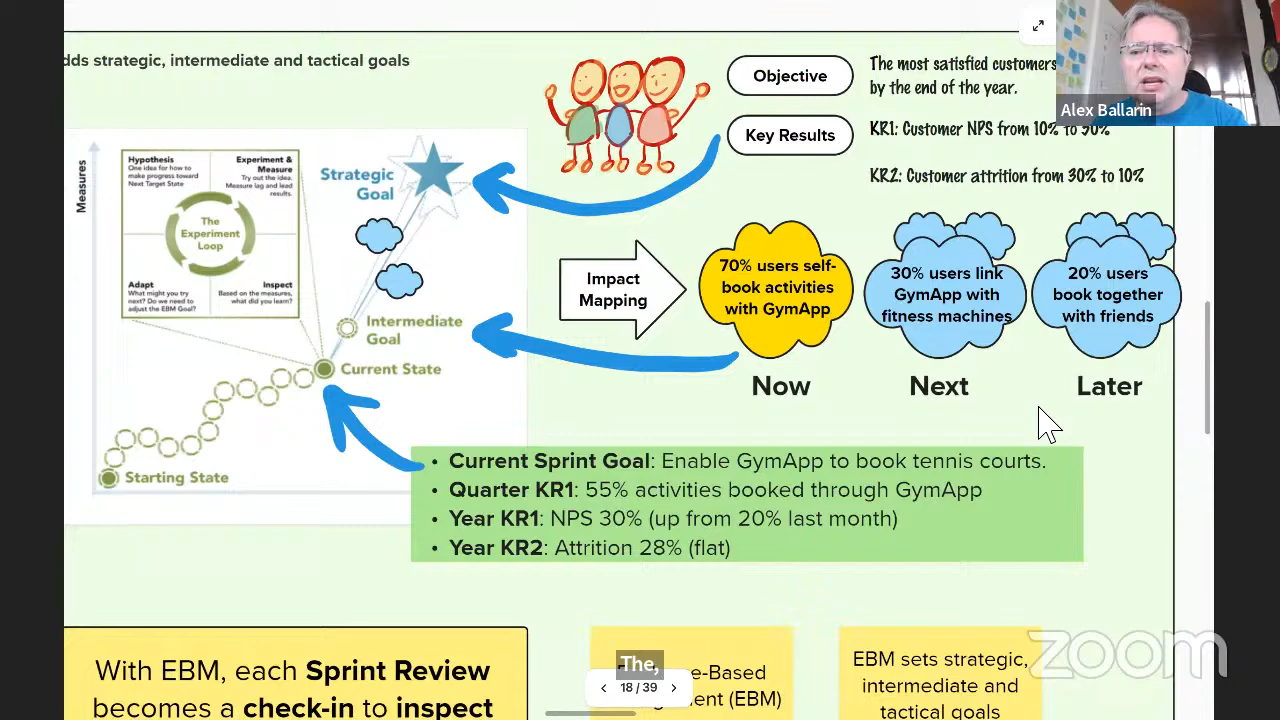 strategic, intermediate and tactical goals
Objective
The most satisfied customers
by the end of the year.
Alex Ballarin
Key Results
KR1: Customer NPS from 10% to
KR2: Customer attrition from 30% to 10%
Measures
Hypothesis
One idea for how to
make progress toward
Next Target State
Experiment &
Measure
Try out the idea.
Measure lag and lead
results.
The
Experiment
Loop
Adapt
What might you try
next? Do we need to
adjust the EBM Goal?
Inspect
Based on the measures,
what did you learn?
Strategic
Goal
Intermediate
Goal
Current State
Starting State
Impact
Mapping
70% users self-
book activities
with GymApp
30% users link
GymApp with
fitness machines
20% users
book together
with friends
Now
Next
Later
• Current Sprint Goal: Enable GymApp to book tennis courts.
• Quarter KR1: 55% activities booked through GymApp
• Year KR1: NPS 30% (up from 20% last month)
• Year KR2: Attrition 28% (flat)
With EBM, each Sprint Review
becomes a check-in to inspect
The,
18/39
(EBM)
EBM sets strategic,
intermediate and
tactical goals
zoom